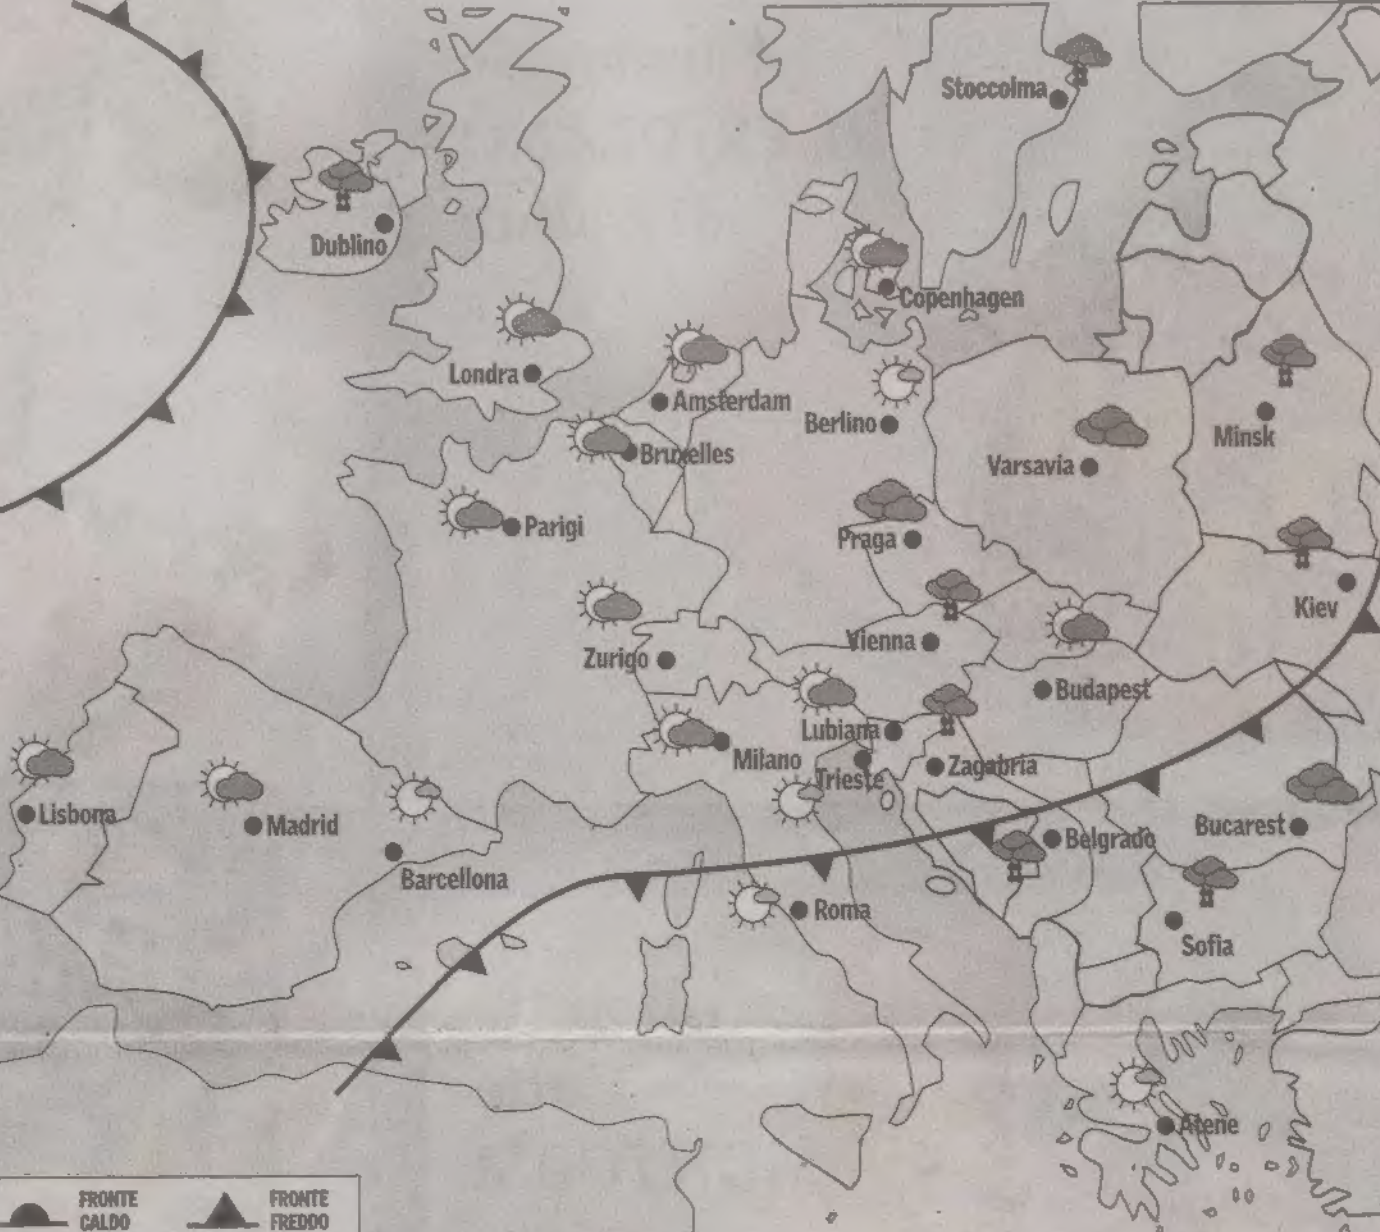 Stoccolma
Dublino
Copenhagen
Londra
Amsterdam
Berlino
Bruxelles
Varsavia
Minsk
Parigi
Praga
Kiev
Vienna
Zurigo
Budapest
Lubiana
Milano
Trieste
Zagabria
Lisbona
Madrid
Belgrado
Bucarest
Barcellona
Roma
Sofia
Atene
FRONTE
CALDO
FRONTE
FREDDO